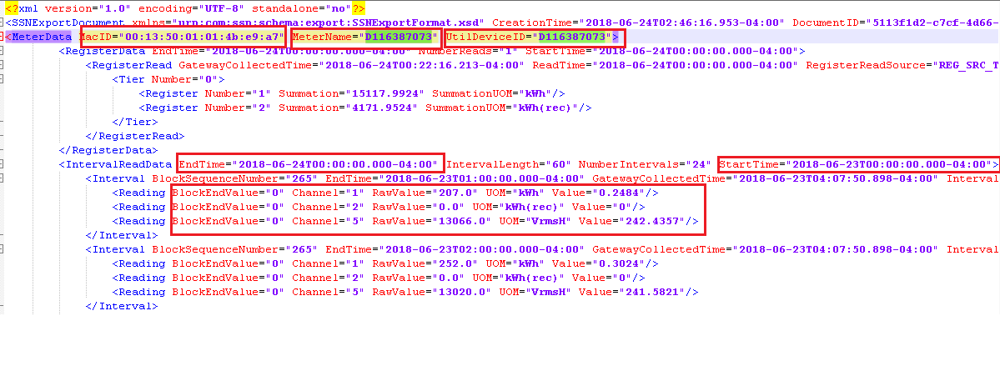 <?xml version="1.0" encoding="UTF-8" standalone="no"?>
<SSNExportDocument xmlns="urn:com:ssn:schema:export:SSNExportFormat.xsd" CreationTime="2018-06-24T02:46:16.953-04:00" DocumentID="5113f1d2-c7cf-4d66-
<MeterData MacID="00:13:50:01:01:4b:e9:a7" MeterName="D116387073" UtilDeviceID="D116387073">
<RegisterData EndTime="2018-06-24T00:00:00.000-04:00" NumberReads="1" StartTime="2018-06-24T00:00:00.000-04:00">
<RegisterRead GatewayCollectedTime="2018-06-24T00:22:16.213-04:00" ReadTime="2018-06-24T00:00:00.000-04:00" RegisterReadSource="REG_SRC_T
<Tier Number="0">
<Register Number="1" Summation="15117.9924" SummationUOM="kWh"/>
<Register Number="2" Summation="4171.9524" SummationUOM="kWh(rec)"/>
</Tier>
</RegisterRead>
</RegisterData>
<IntervalReadData EndTime="2018-06-24T00:00:00.000-04:00" IntervalLength="60" NumberIntervals="24" StartTime="2018-06-23T00:00:00.000-04:00">
<Interval BlockSequenceNumber="265" EndTime="2018-06-23T01:00:00.000-04:00" GatewayCollectedTime="2018-06-23T04:07:50.898-04:00" Interval
<Reading BlockEndValue="0" Channel="1" RawValue="207.0" UOM="kWh" Value="0.2484"/>
<Reading BlockEndValue="0" Channel="2" RawValue="0.0" UOM="kWh(rec)" Value="0"/>
<Reading BlockEndValue="0" Channel="5" RawValue="13066.0" UOM="VrmsH" Value="242.4357"/>
</Interval>
<Interval BlockSequenceNumber="265" EndTime="2018-06-23T02:00:00.000-04:00" GatewayCollectedTime="2018-06-23T04:07:50.898-04:00" Interval
<Reading BlockEndValue="0" Channel="1" RawValue="252.0" UOM="kWh" Value="0.3024"/>
<Reading BlockEndValue="0" Channel="2" RawValue="0.0" UOM="kWh(rec)" Value="0"/>
<Reading BlockEndValue="0" Channel="5" RawValue="13020.0" UOM="VrmsH" Value="241.5821"/>
</Interval>